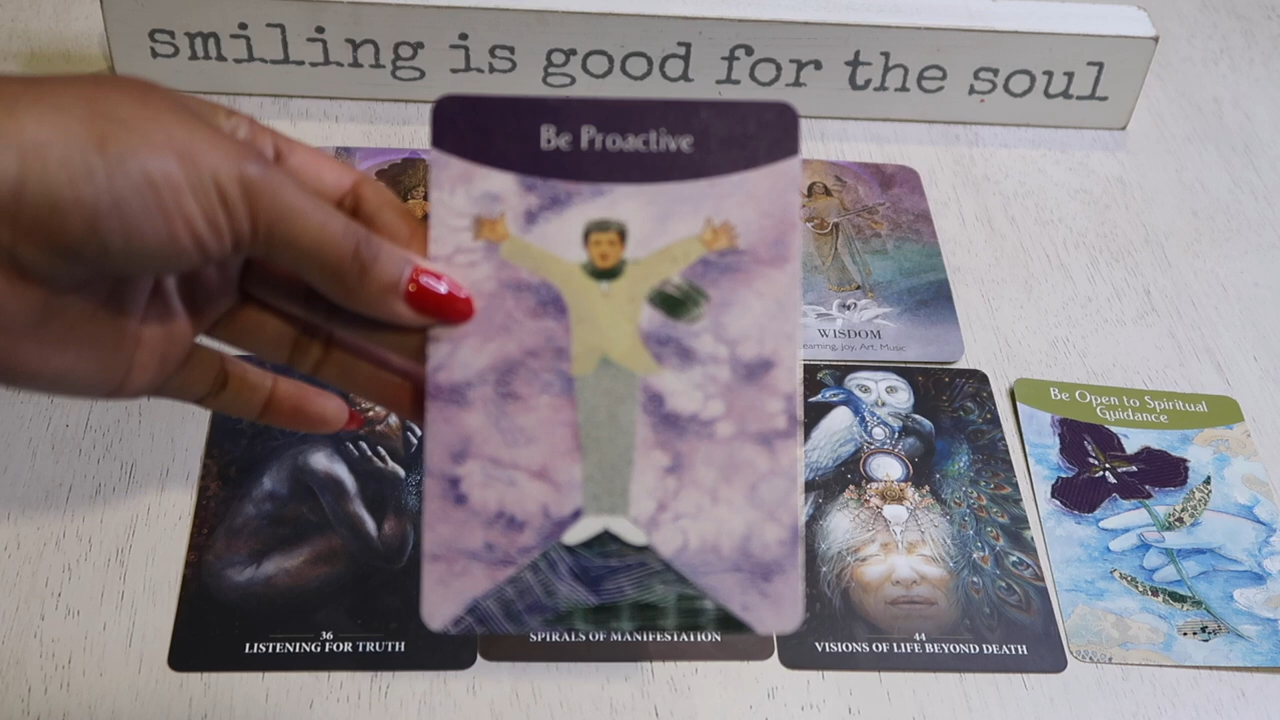 smiling is good for the soul
Be Proactive
WISDOM
Learning, Joy, Art, Music
Be Open to Spiritual
Guidance
36
LISTENING FOR TRUTH
SPIRALS OF MANIFESTATION
44
VISIONS OF LIFE BEYOND DEATH